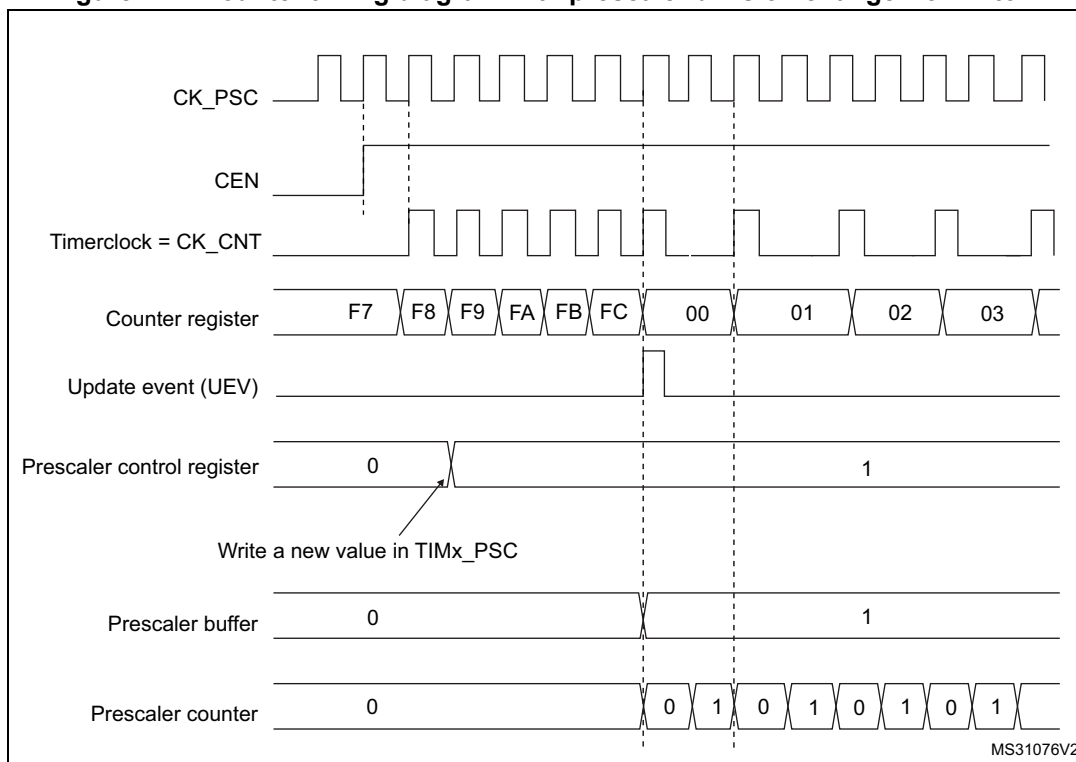 CK_PSC
CEN
Timerclock = CK_CNT
Counter register F7 F8 F9 FA FB FC 00 01 02 03
Update event (UEV)
Prescaler control register 0 1
Write a new value in TIMx_PSC
Prescaler buffer 0 1
Prescaler counter 0 0 1 0 1 0 1 0 1
MS31076V2